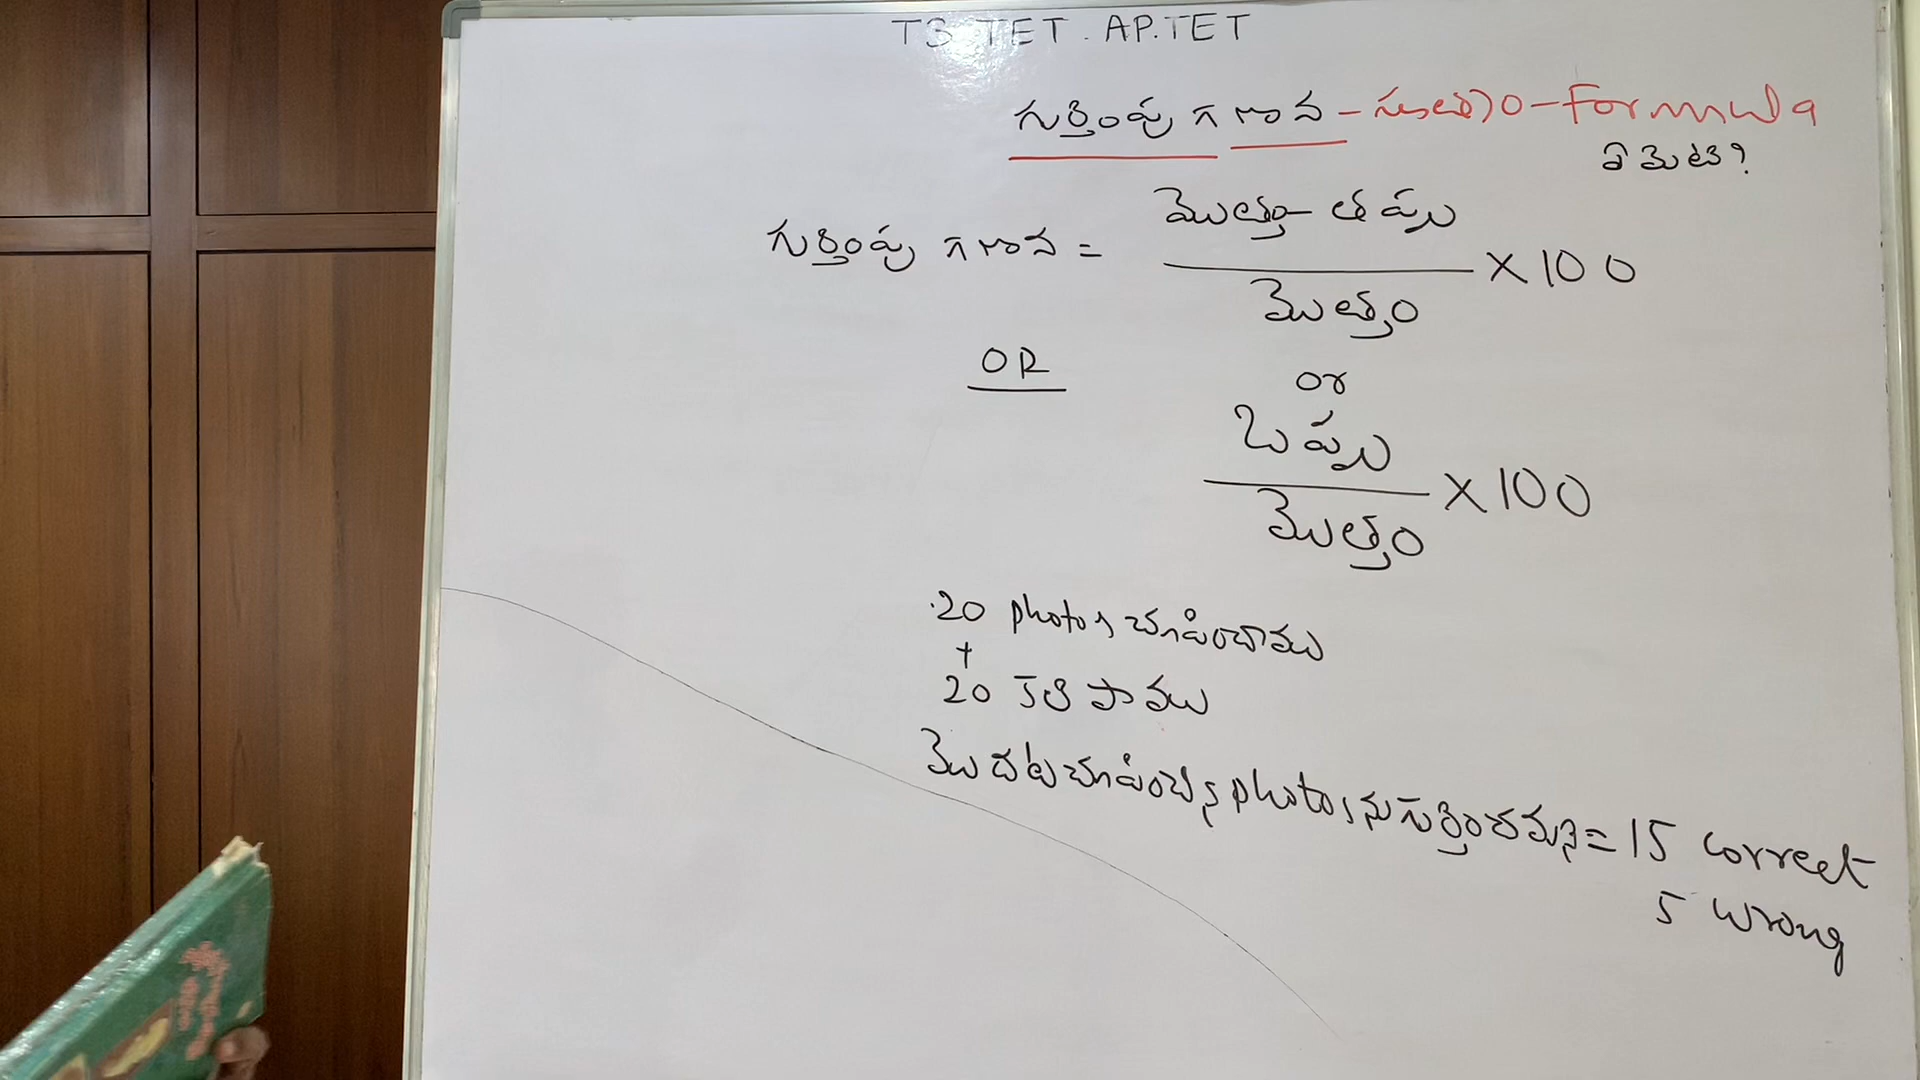 TS TET. AP.TET
గుర్తింపు గణన - సూత్రం - Formula
ఏమిటి?
గుర్తింపు గణన = మొత్తం - తప్పు / మొత్తం × 100
OR
or
ఒప్పు / మొత్తం × 100
20 photos చూపించాము
+
20 కలిపాము
మొదట చూపించిన photos ను గుర్తించమనె = 15 correct
5 wrong